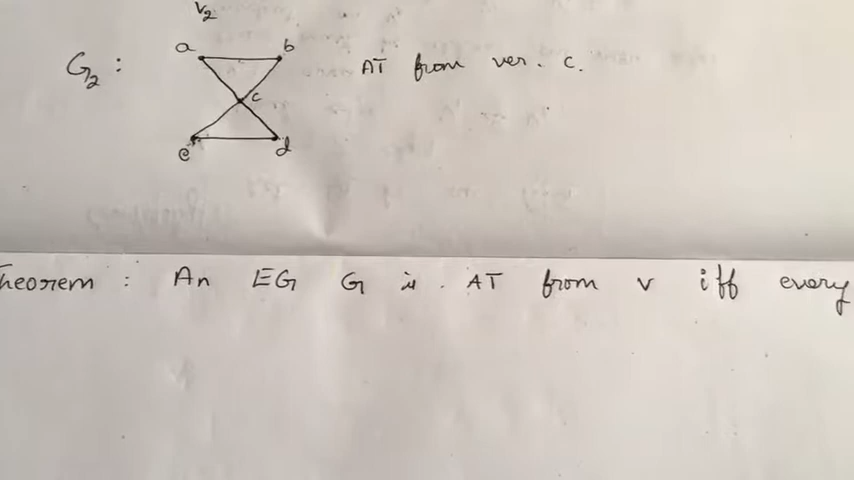 v₂
a b
G₂ : AT from ver. c.
c
e d
Theorem : An EG G is AT from v iff every